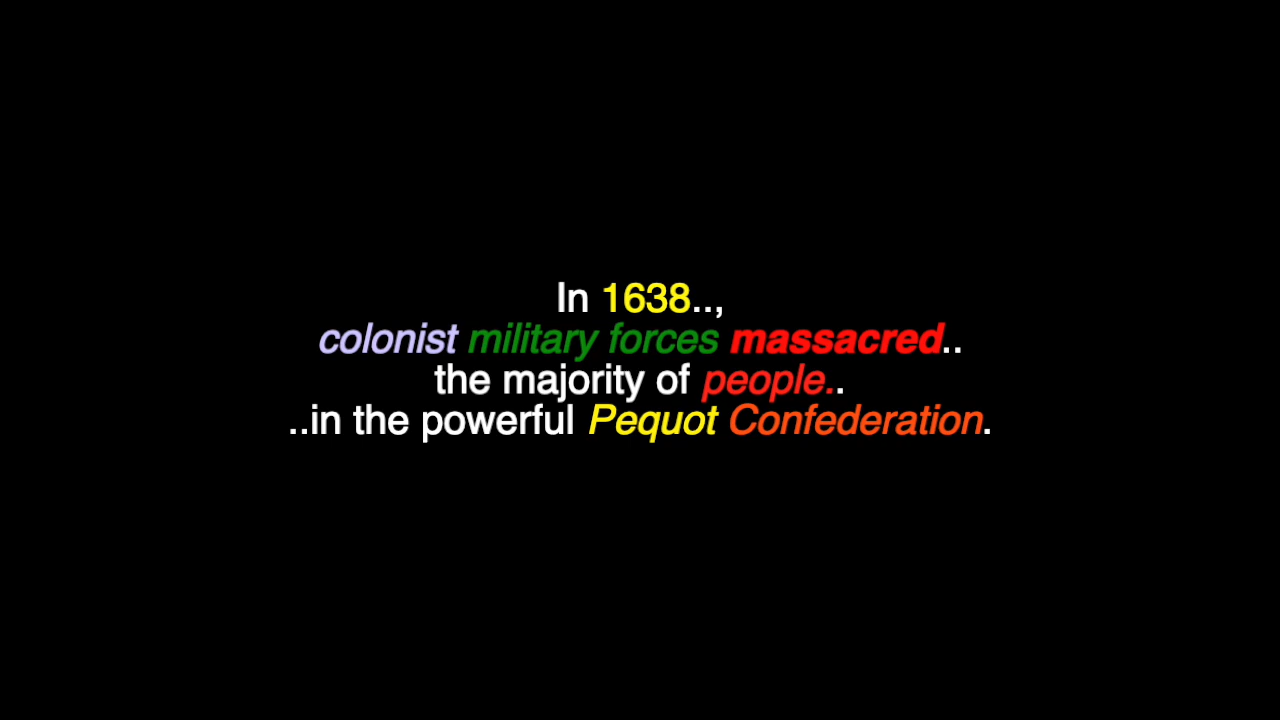 In 1638..,
colonist military forces massacred..
the majority of people..
..in the powerful Pequot Confederation.